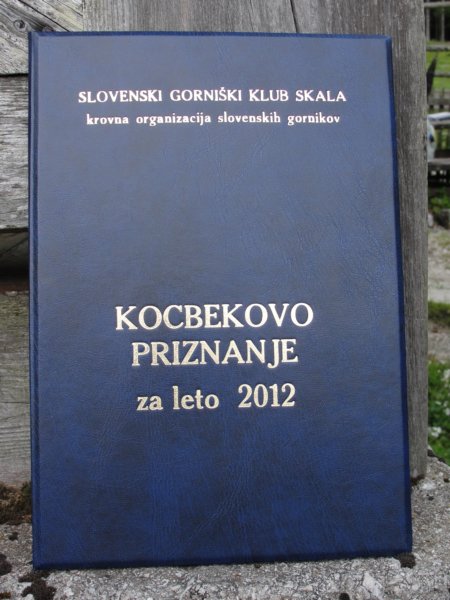 SLOVENSKI GORNIŠKI KLUB SKALA
krovna organizacija slovenskih gornikov
KOCBEKOVO
PRIZNANJE
za leto 2012